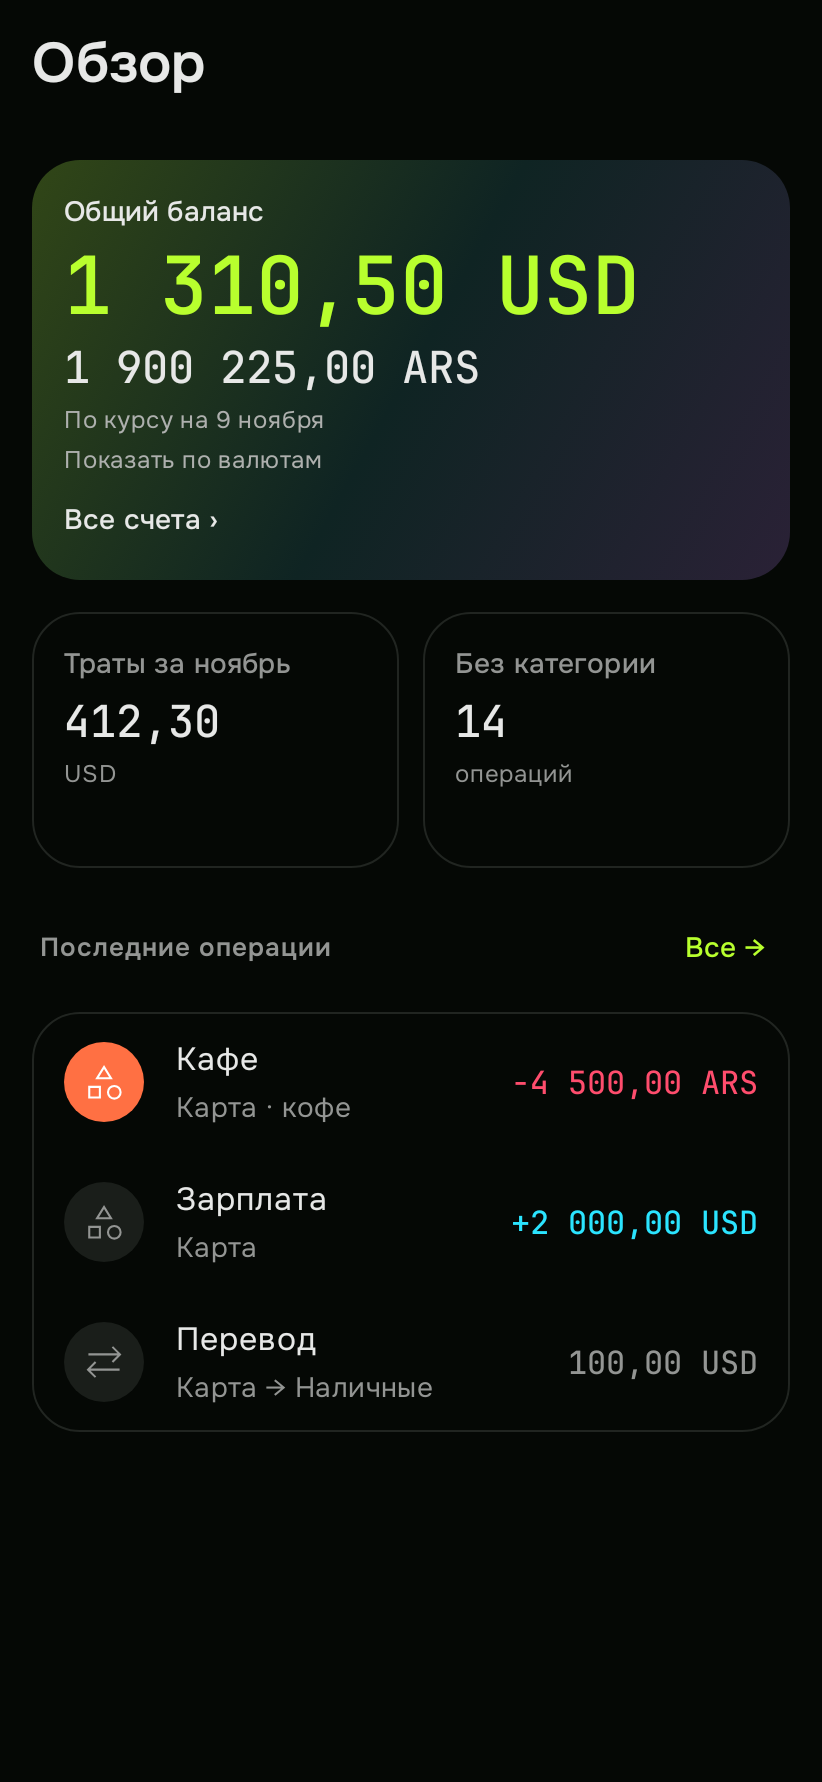 Обзор
Общий баланс
1 310,50 USD
1 900 225,00 ARS
По курсу на 9 ноября
Показать по валютам
Все счета ›
Траты за ноябрь
412,30
USD
Без категории
14
операций
Последние операции
Все →
Кафе
Карта · кофе
-4 500,00 ARS
Зарплата
Карта
+2 000,00 USD
Перевод
Карта → Наличные
100,00 USD